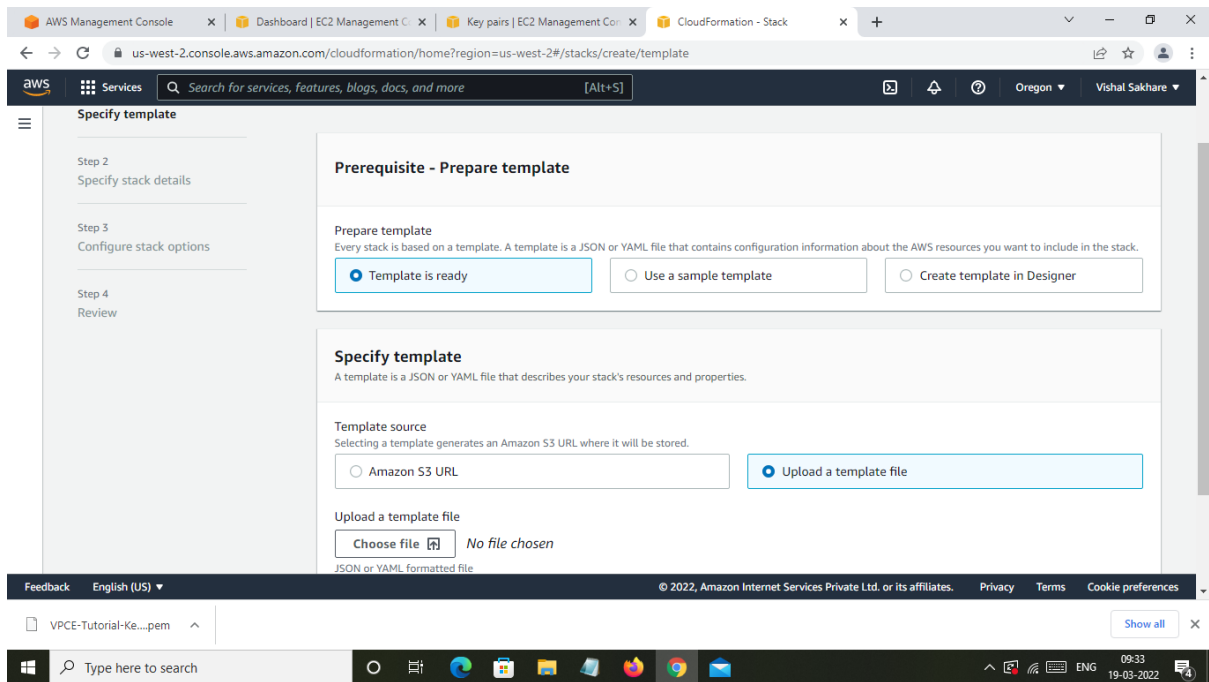 AWS Management Console
Dashboard | EC2 Management C
Key pairs | EC2 Management Con
CloudFormation - Stack
us-west-2.console.aws.amazon.com/cloudformation/home?region=us-west-2#/stacks/create/template
aws
Services
Search for services, features, blogs, docs, and more
[Alt+S]
Oregon
Vishal Sakhare
Specify template
Step 2
Specify stack details
Step 3
Configure stack options
Step 4
Review
Prerequisite - Prepare template
Prepare template
Every stack is based on a template. A template is a JSON or YAML file that contains configuration information about the AWS resources you want to include in the stack.
Template is ready
Use a sample template
Create template in Designer
Specify template
A template is a JSON or YAML file that describes your stack's resources and properties.
Template source
Selecting a template generates an Amazon S3 URL where it will be stored.
Amazon S3 URL
Upload a template file
Upload a template file
Choose file
No file chosen
JSON or YAML formatted file
Feedback
English (US)
© 2022, Amazon Internet Services Private Ltd. or its affiliates.
Privacy
Terms
Cookie preferences
VPCE-Tutorial-Ke....pem
Show all
Type here to search
ENG
09:33
19-03-2022
4